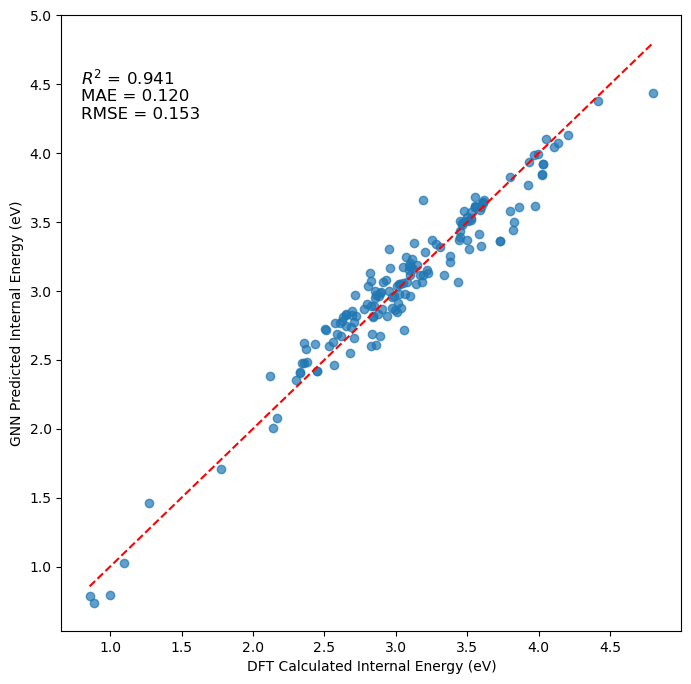 5.0
4.5
4.0
3.5
3.0
2.5
2.0
1.5
1.0
GNN Predicted Internal Energy (eV)
R² = 0.941
MAE = 0.120
RMSE = 0.153
1.0 1.5 2.0 2.5 3.0 3.5 4.0 4.5
DFT Calculated Internal Energy (eV)